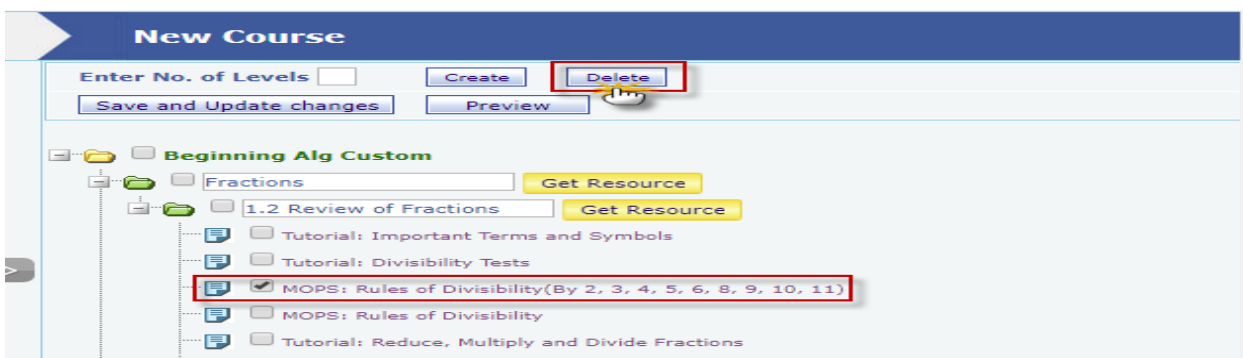 New Course
Enter No. of Levels Create Delete
Save and Update changes Preview
Beginning Alg Custom
Fractions Get Resource
1.2 Review of Fractions Get Resource
Tutorial: Important Terms and Symbols
Tutorial: Divisibility Tests
MOPS: Rules of Divisibility(By 2, 3, 4, 5, 6, 8, 9, 10, 11)
MOPS: Rules of Divisibility
Tutorial: Reduce, Multiply and Divide Fractions